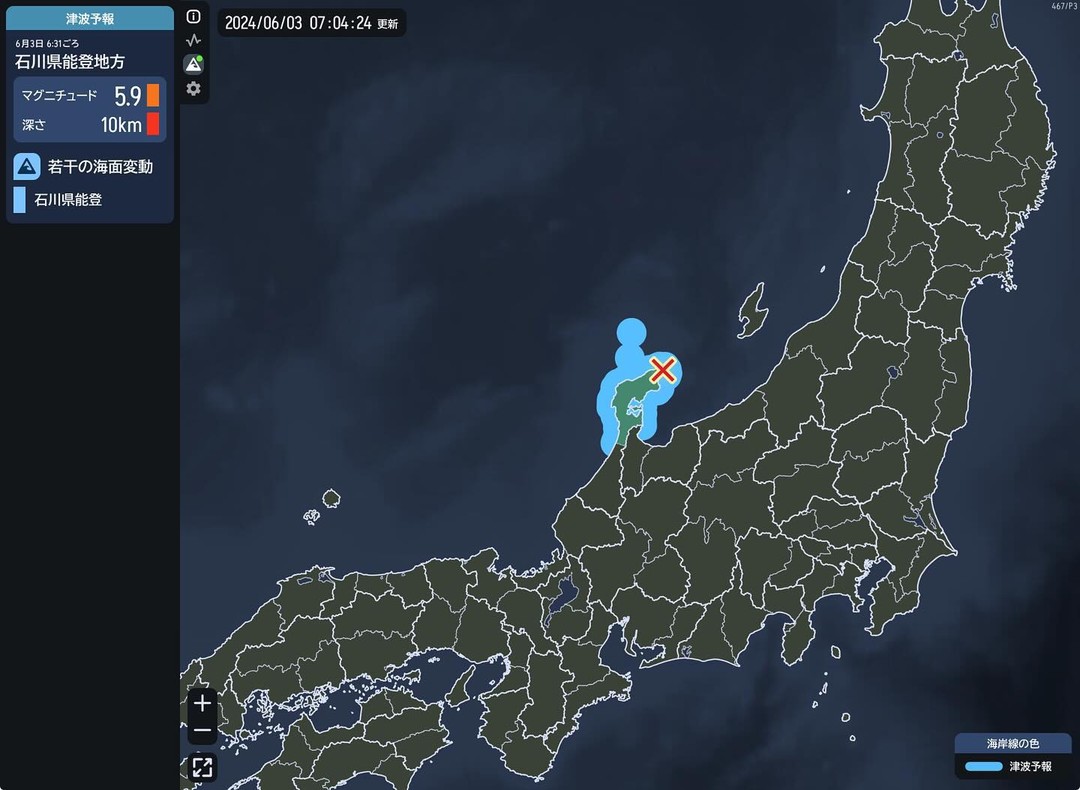 津波予報
6月3日 6:31ごろ
石川県能登地方
マグニチュード 5.9
深さ 10km
若干の海面変動
石川県能登
2024/06/03 07:04:24 更新
467/P3
海岸線の色
津波予報